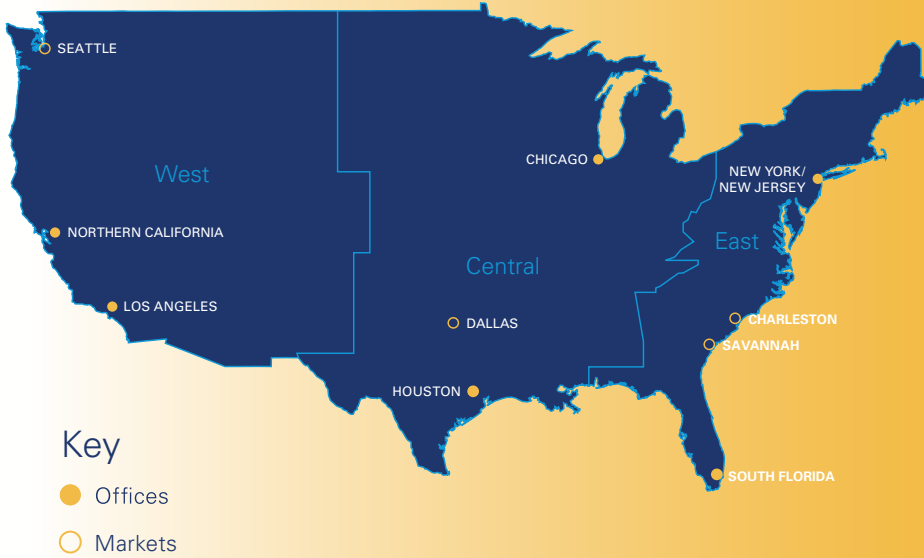 SEATTLE
West
NORTHERN CALIFORNIA
LOS ANGELES
CHICAGO
Central
DALLAS
HOUSTON
NEW YORK/
NEW JERSEY
East
CHARLESTON
SAVANNAH
SOUTH FLORIDA
Key
Offices
Markets